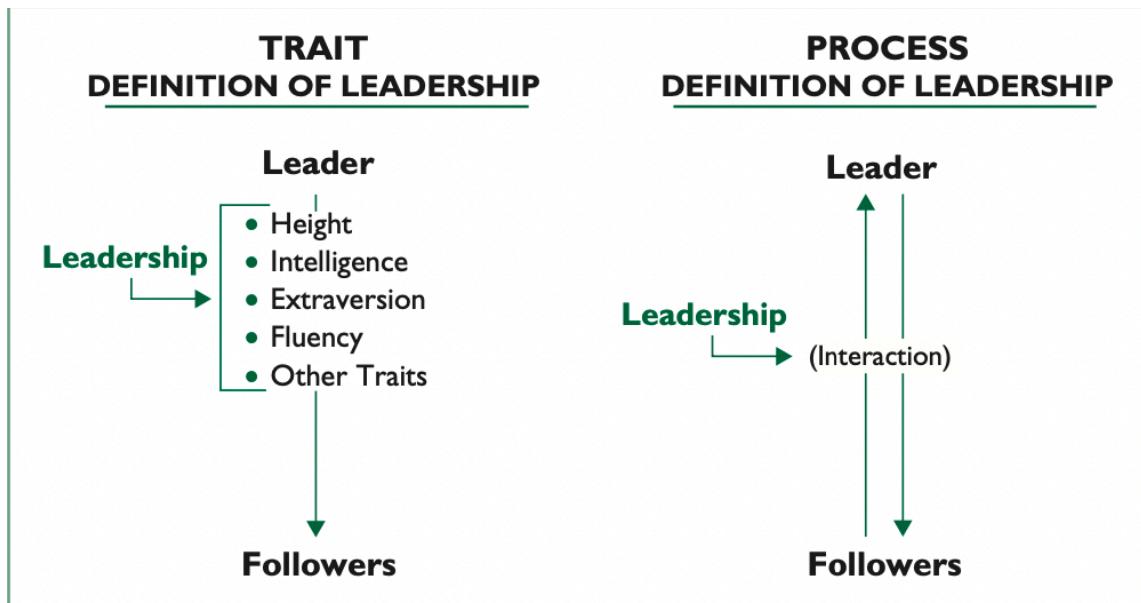 TRAIT
DEFINITION OF LEADERSHIP
Leader
Leadership
• Height
• Intelligence
• Extraversion
• Fluency
• Other Traits
Followers
PROCESS
DEFINITION OF LEADERSHIP
Leader
Leadership
(Interaction)
Followers